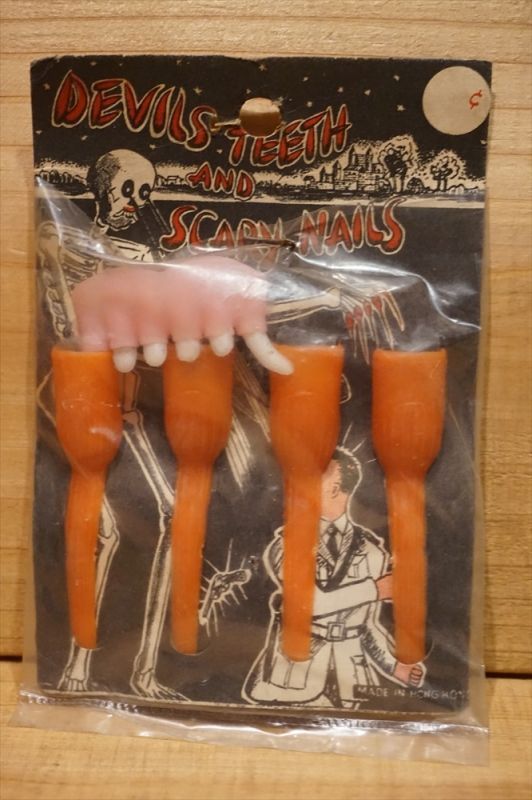 DEVILS TEETH
AND
SCARY NAILS
¢
MADE IN HONG KONG